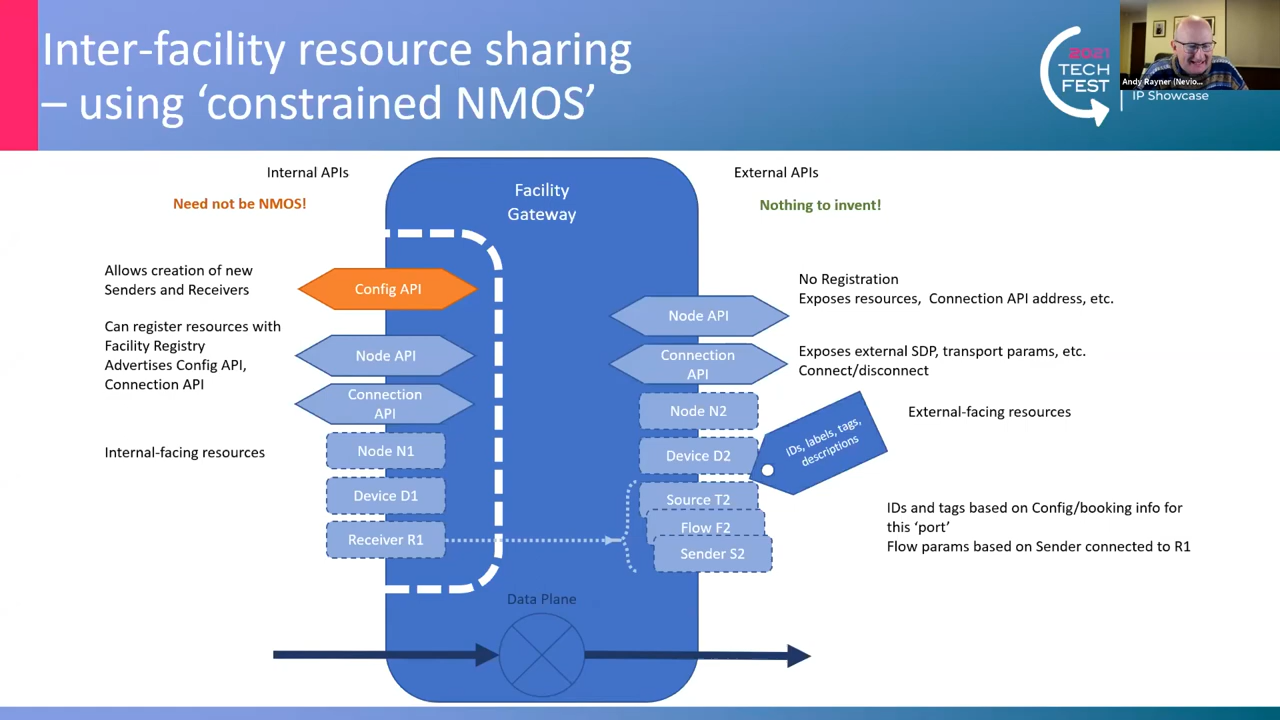 Inter-facility resource sharing
– using ‘constrained NMOS’
2021
TECH
FEST
IP Showcase
Andy Rayner (Nevio...
Internal APIs
Need not be NMOS!
Facility
Gateway
External APIs
Nothing to invent!
Allows creation of new
Senders and Receivers
Config API
Can register resources with
Facility Registry
Advertises Config API,
Connection API
Node API
Connection
API
Internal-facing resources
Node N1
Device D1
Receiver R1
Node API
No Registration
Exposes resources, Connection API address, etc.
Connection
API
Exposes external SDP, transport params, etc.
Connect/disconnect
Node N2
External-facing resources
Device D2
IDs, labels, tags,
descriptions
Source T2
Flow F2
Sender S2
IDs and tags based on Config/booking info for
this ‘port’
Flow params based on Sender connected to R1
Data Plane